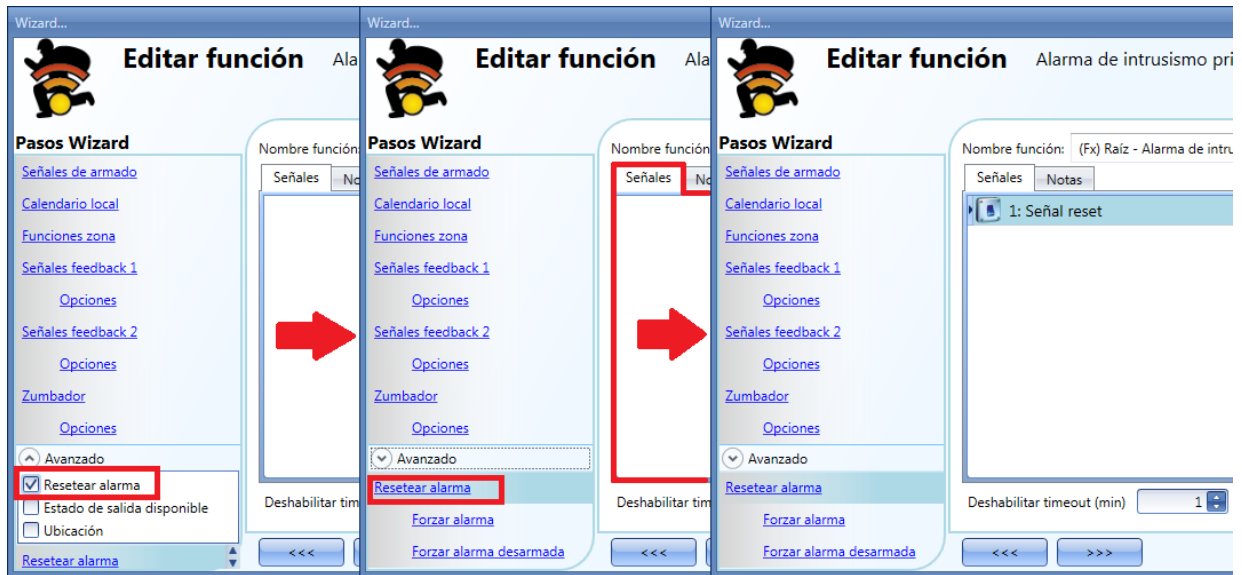 Wizard...
Editar función Ala
Pasos Wizard
Señales de armado
Calendario local
Funciones zona
Señales feedback 1
Opciones
Señales feedback 2
Opciones
Zumbador
Opciones
Avanzado
Resetear alarma
Estado de salida disponible
Ubicación
Resetear alarma
Nombre función:
Señales No
Deshabilitar tim
<<<
Wizard...
Editar función Ala
Pasos Wizard
Señales de armado
Calendario local
Funciones zona
Señales feedback 1
Opciones
Señales feedback 2
Opciones
Zumbador
Opciones
Avanzado
Resetear alarma
Forzar alarma
Forzar alarma desarmada
Nombre función
Señales No
Deshabilitar tim
<<<
Wizard...
Editar función Alarma de intrusismo pri
Pasos Wizard
Señales de armado
Calendario local
Funciones zona
Señales feedback 1
Opciones
Señales feedback 2
Opciones
Zumbador
Opciones
Avanzado
Resetear alarma
Forzar alarma
Forzar alarma desarmada
Nombre función: (Fx) Raíz - Alarma de intru
Señales Notas
1: Señal reset
Deshabilitar timeout (min) 1
<<< >>>